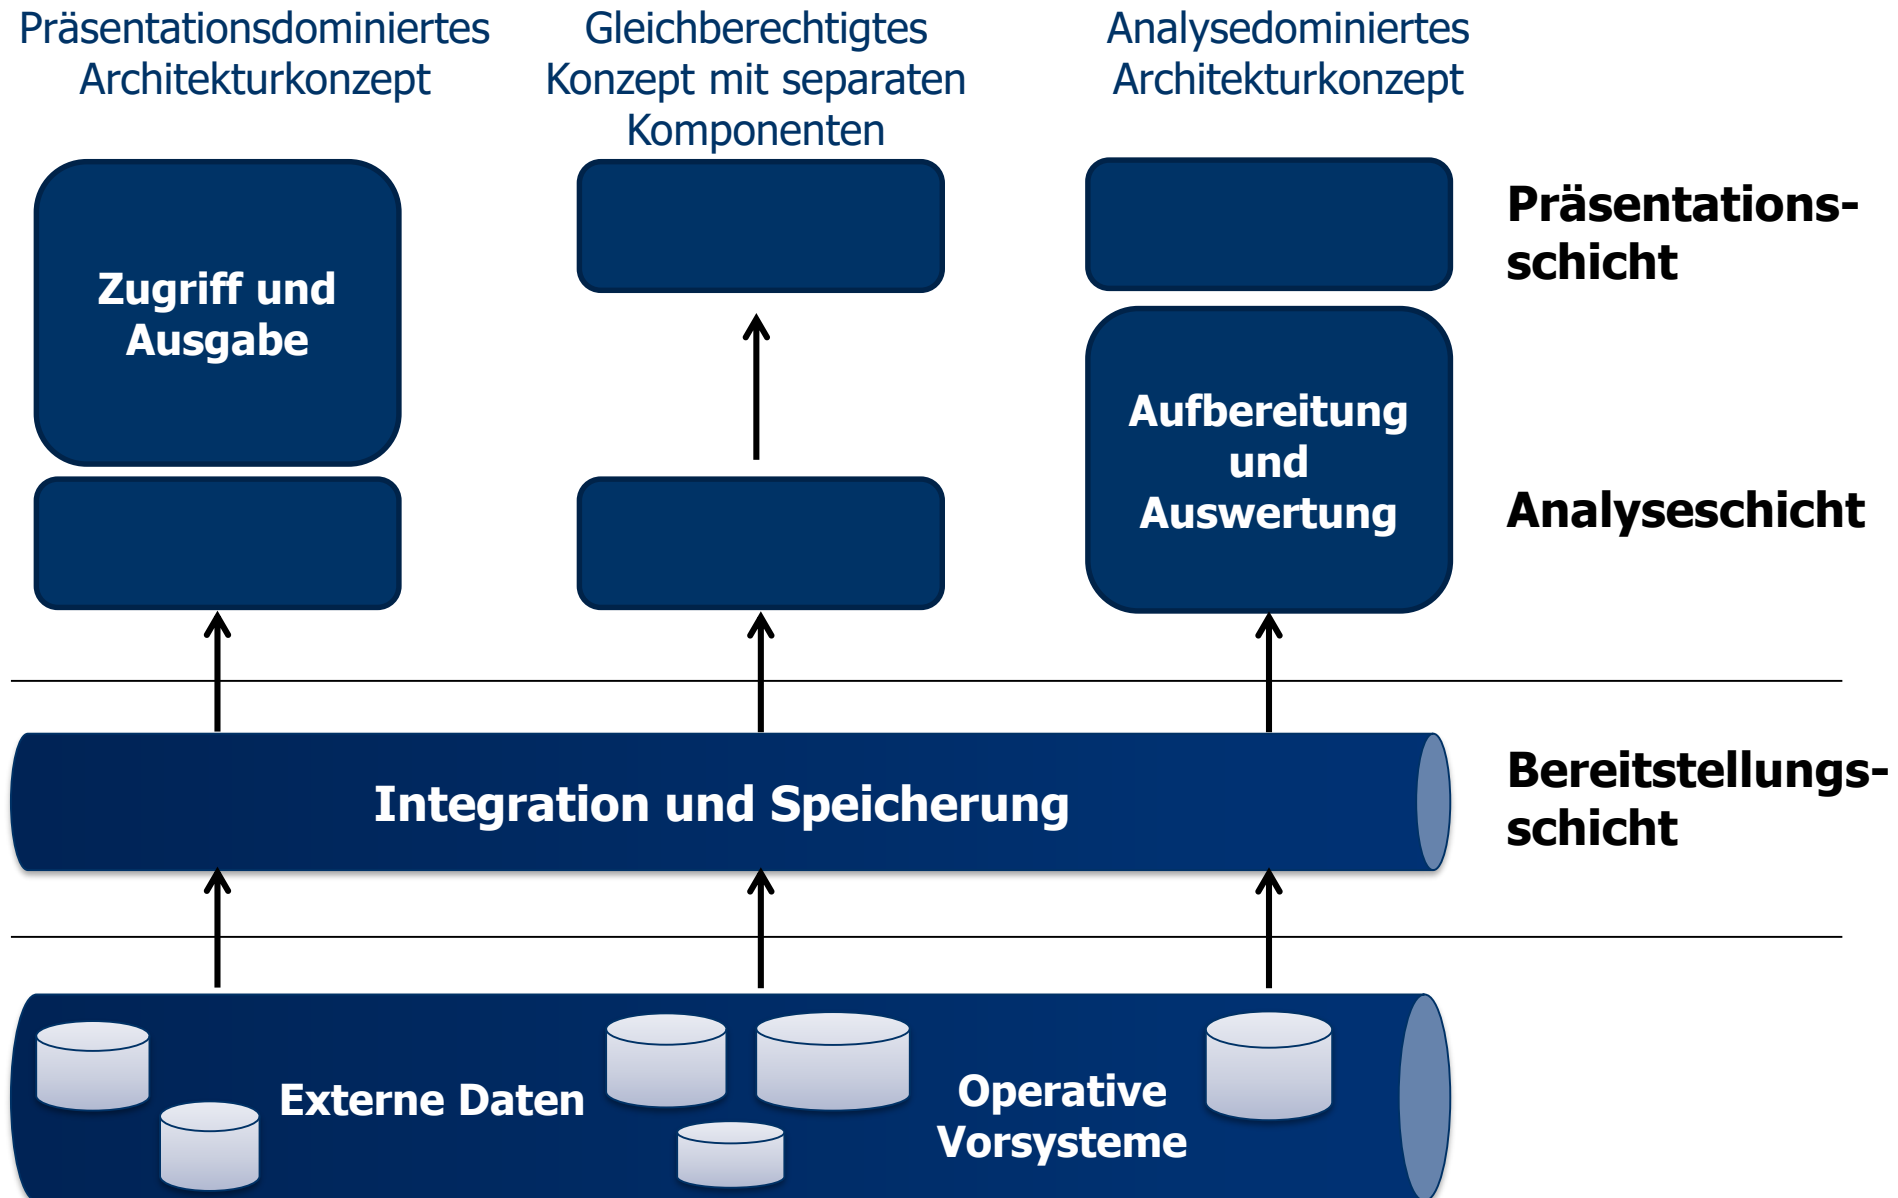 Präsentationsdominiertes
Architekturkonzept
Gleichberechtigtes
Konzept mit separaten
Komponenten
Analysedominiertes
Architekturkonzept
Zugriff und
Ausgabe
Aufbereitung
und
Auswertung
Präsentations-
schicht
Analyseschicht
Integration und Speicherung
Bereitstellungs-
schicht
Externe Daten
Operative
Vorsysteme